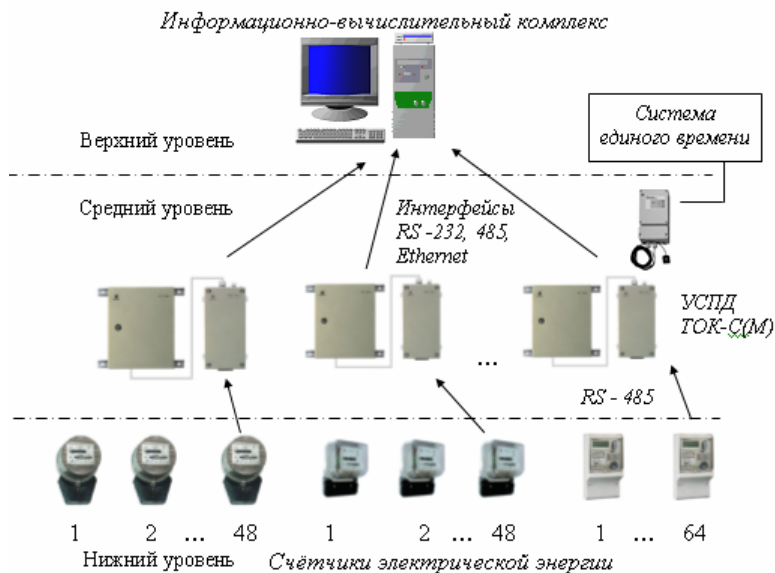 Информационно-вычислительный комплекс
Система
единого времени
Верхний уровень
Средний уровень
Интерфейсы
RS -232, 485,
Ethernet
УСПД
ТОК-С(М)
...
RS - 485
1 2 ... 48 1 2 ... 48 1 ... 64
Нижний уровень Счётчики электрической энергии